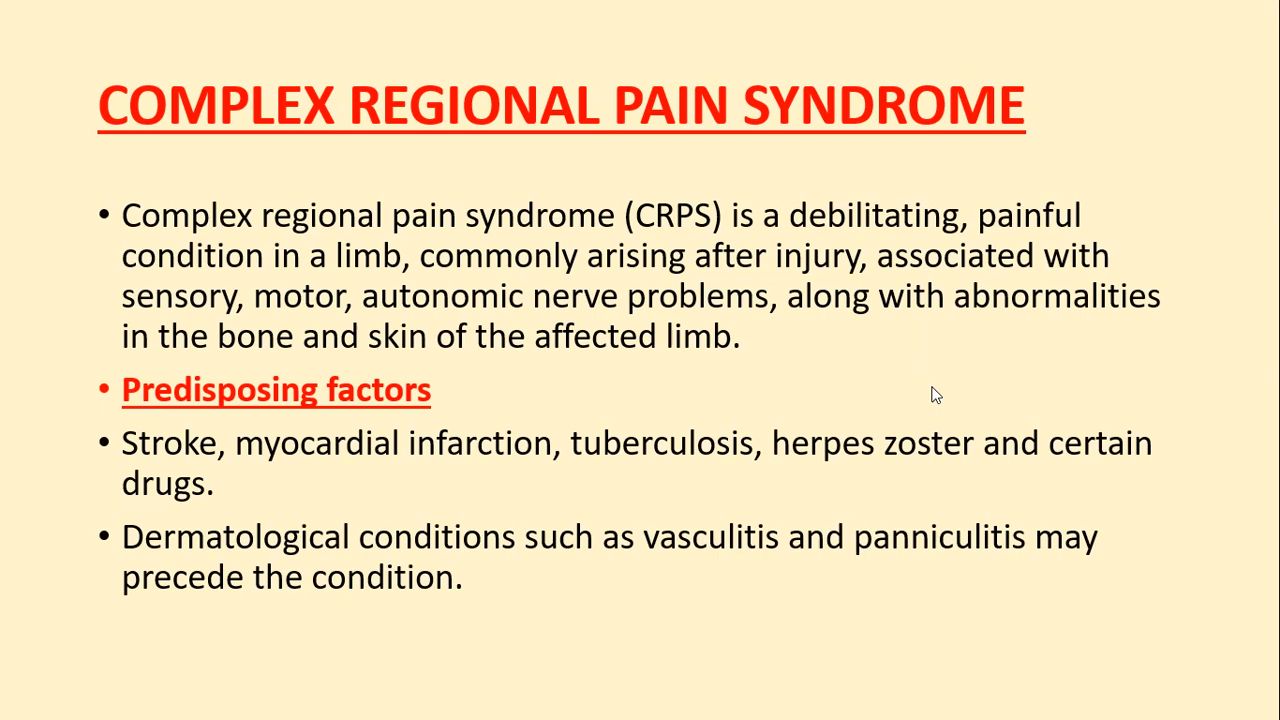 COMPLEX REGIONAL PAIN SYNDROME
• Complex regional pain syndrome (CRPS) is a debilitating, painful
condition in a limb, commonly arising after injury, associated with
sensory, motor, autonomic nerve problems, along with abnormalities
in the bone and skin of the affected limb.
• Predisposing factors
• Stroke, myocardial infarction, tuberculosis, herpes zoster and certain
drugs.
• Dermatological conditions such as vasculitis and panniculitis may
precede the condition.